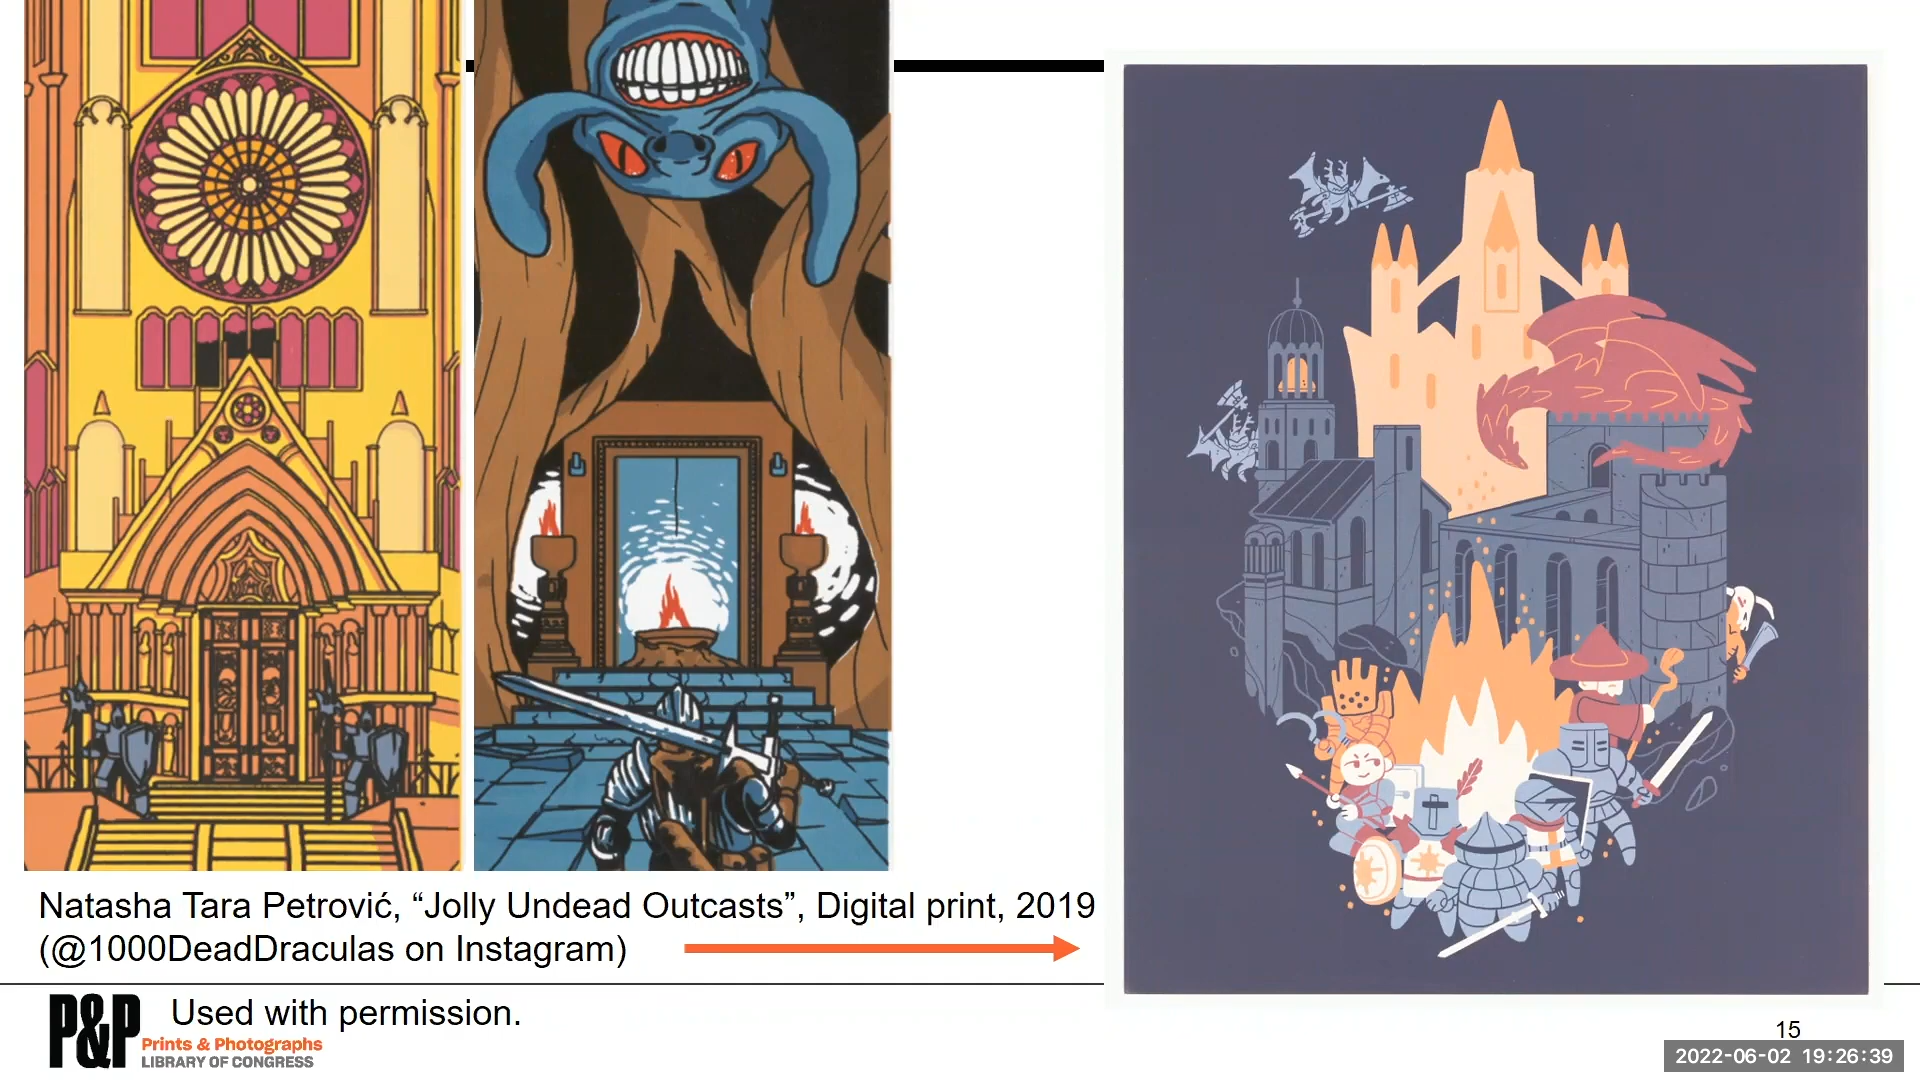 Natasha Tara Petrović, “Jolly Undead Outcasts”, Digital print, 2019
(@1000DeadDraculas on Instagram)
P&P
Used with permission.
Prints & Photographs
LIBRARY OF CONGRESS
15
2022-06-02 19:26:39